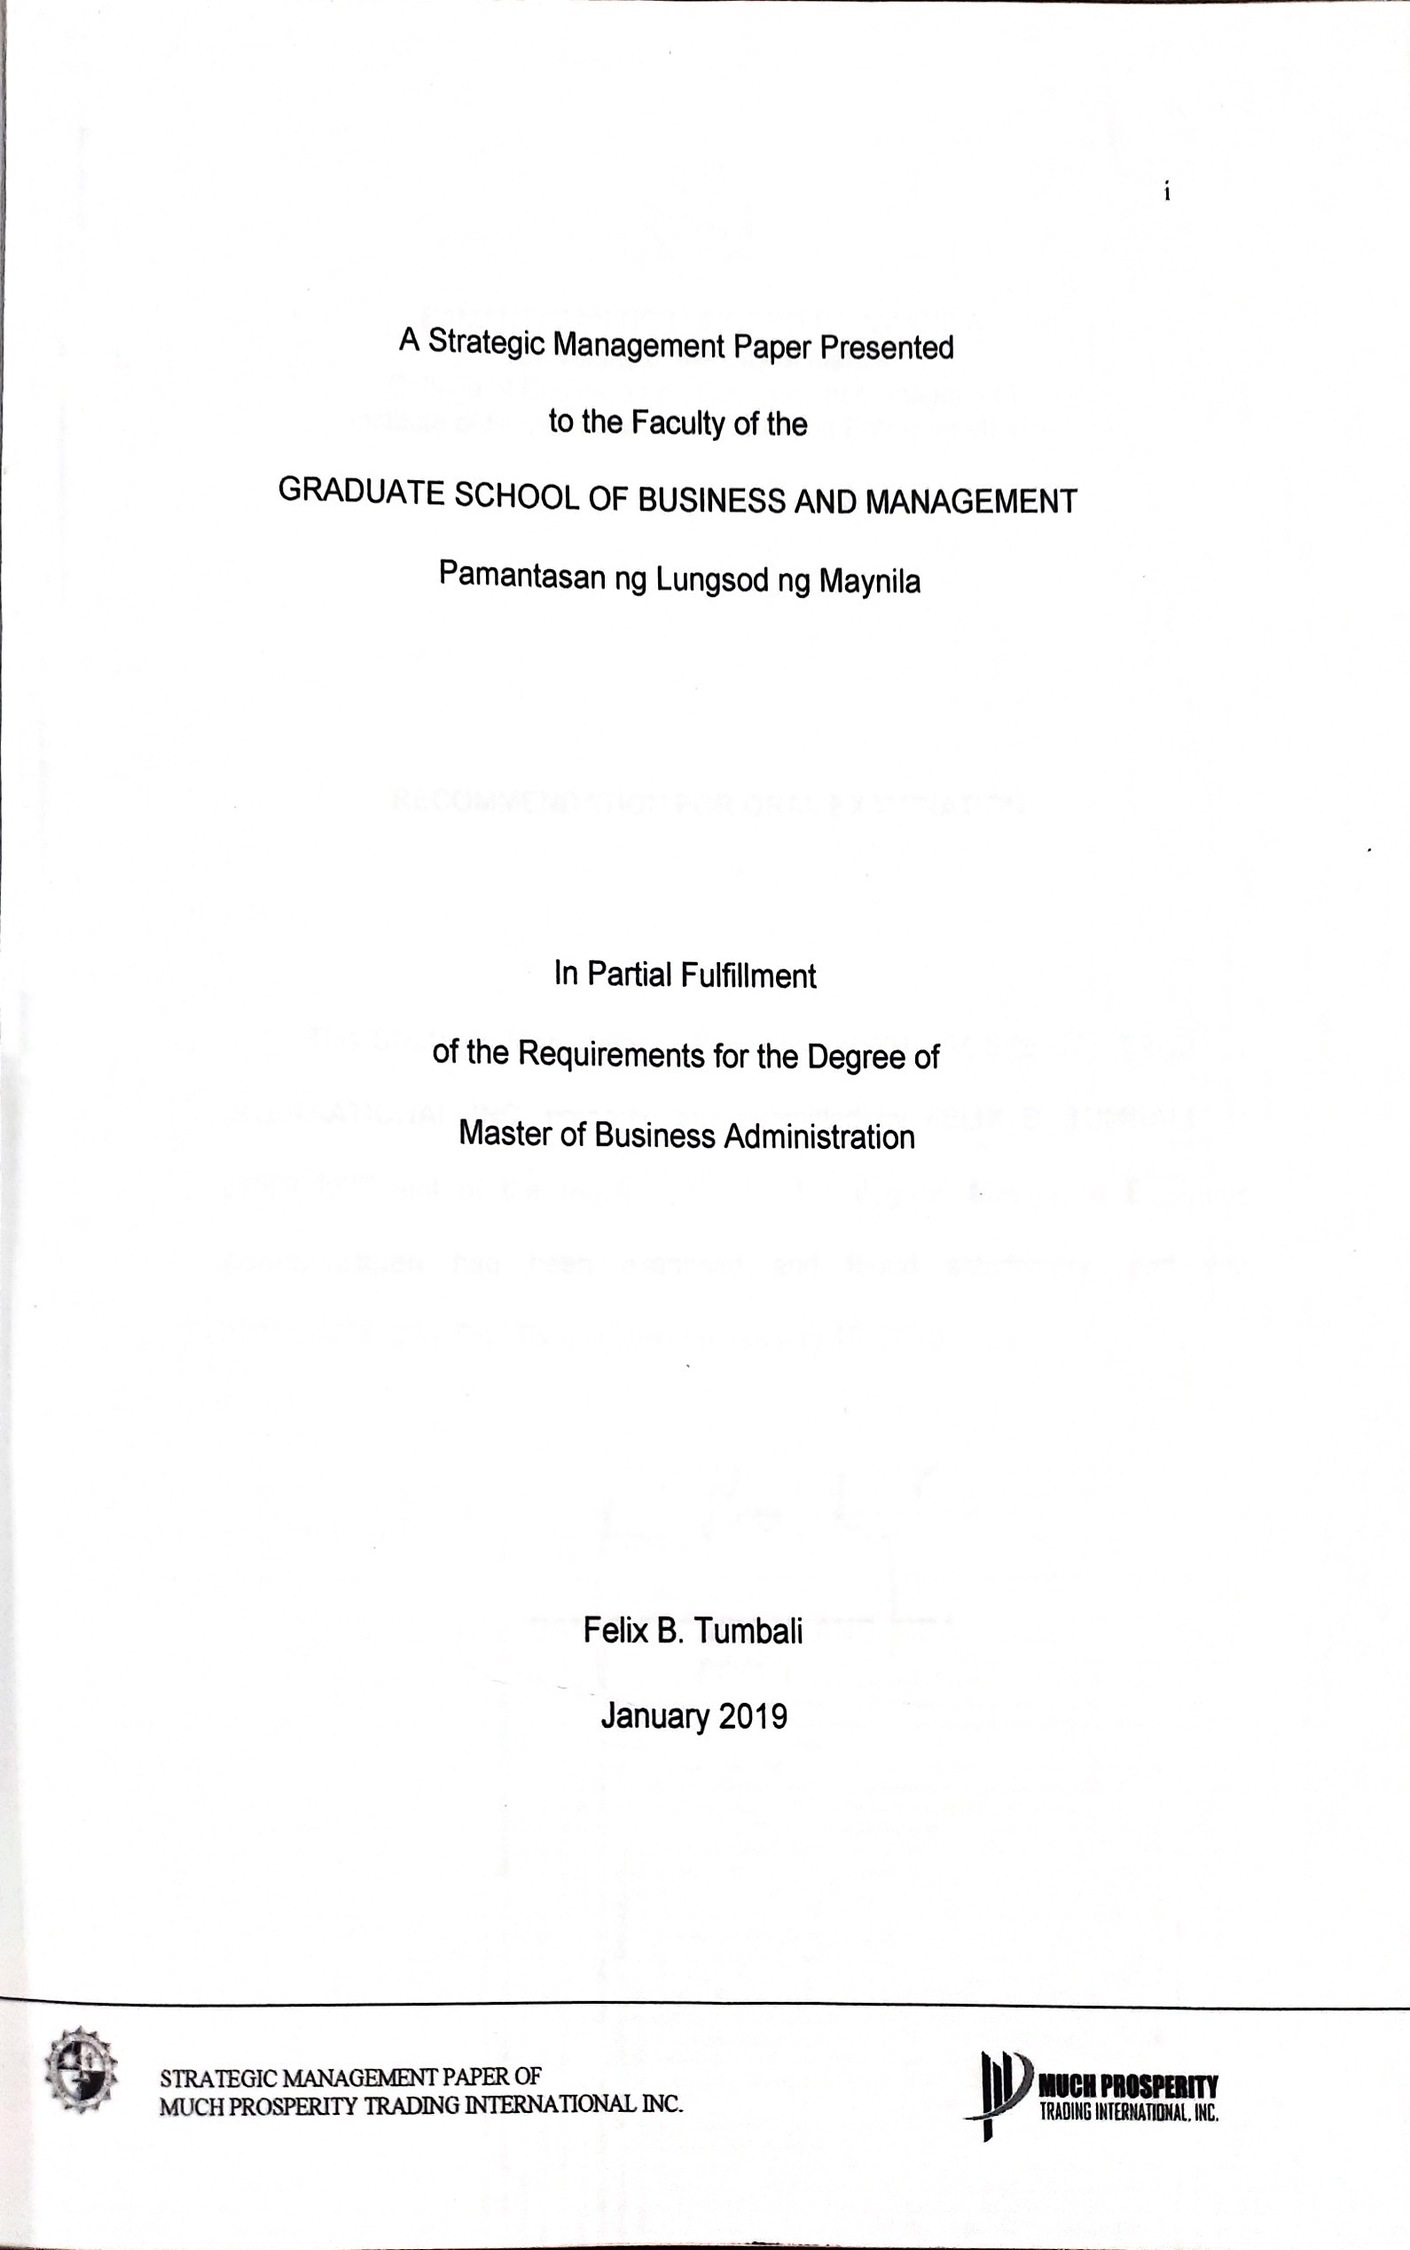 i
A Strategic Management Paper Presented
to the Faculty of the
GRADUATE SCHOOL OF BUSINESS AND MANAGEMENT
Pamantasan ng Lungsod ng Maynila
In Partial Fulfillment
of the Requirements for the Degree of
Master of Business Administration
Felix B. Tumbali
January 2019
STRATEGIC MANAGEMENT PAPER OF
MUCH PROSPERITY TRADING INTERNATIONAL INC.
MUCH PROSPERITY
TRADING INTERNATIONAL, INC.